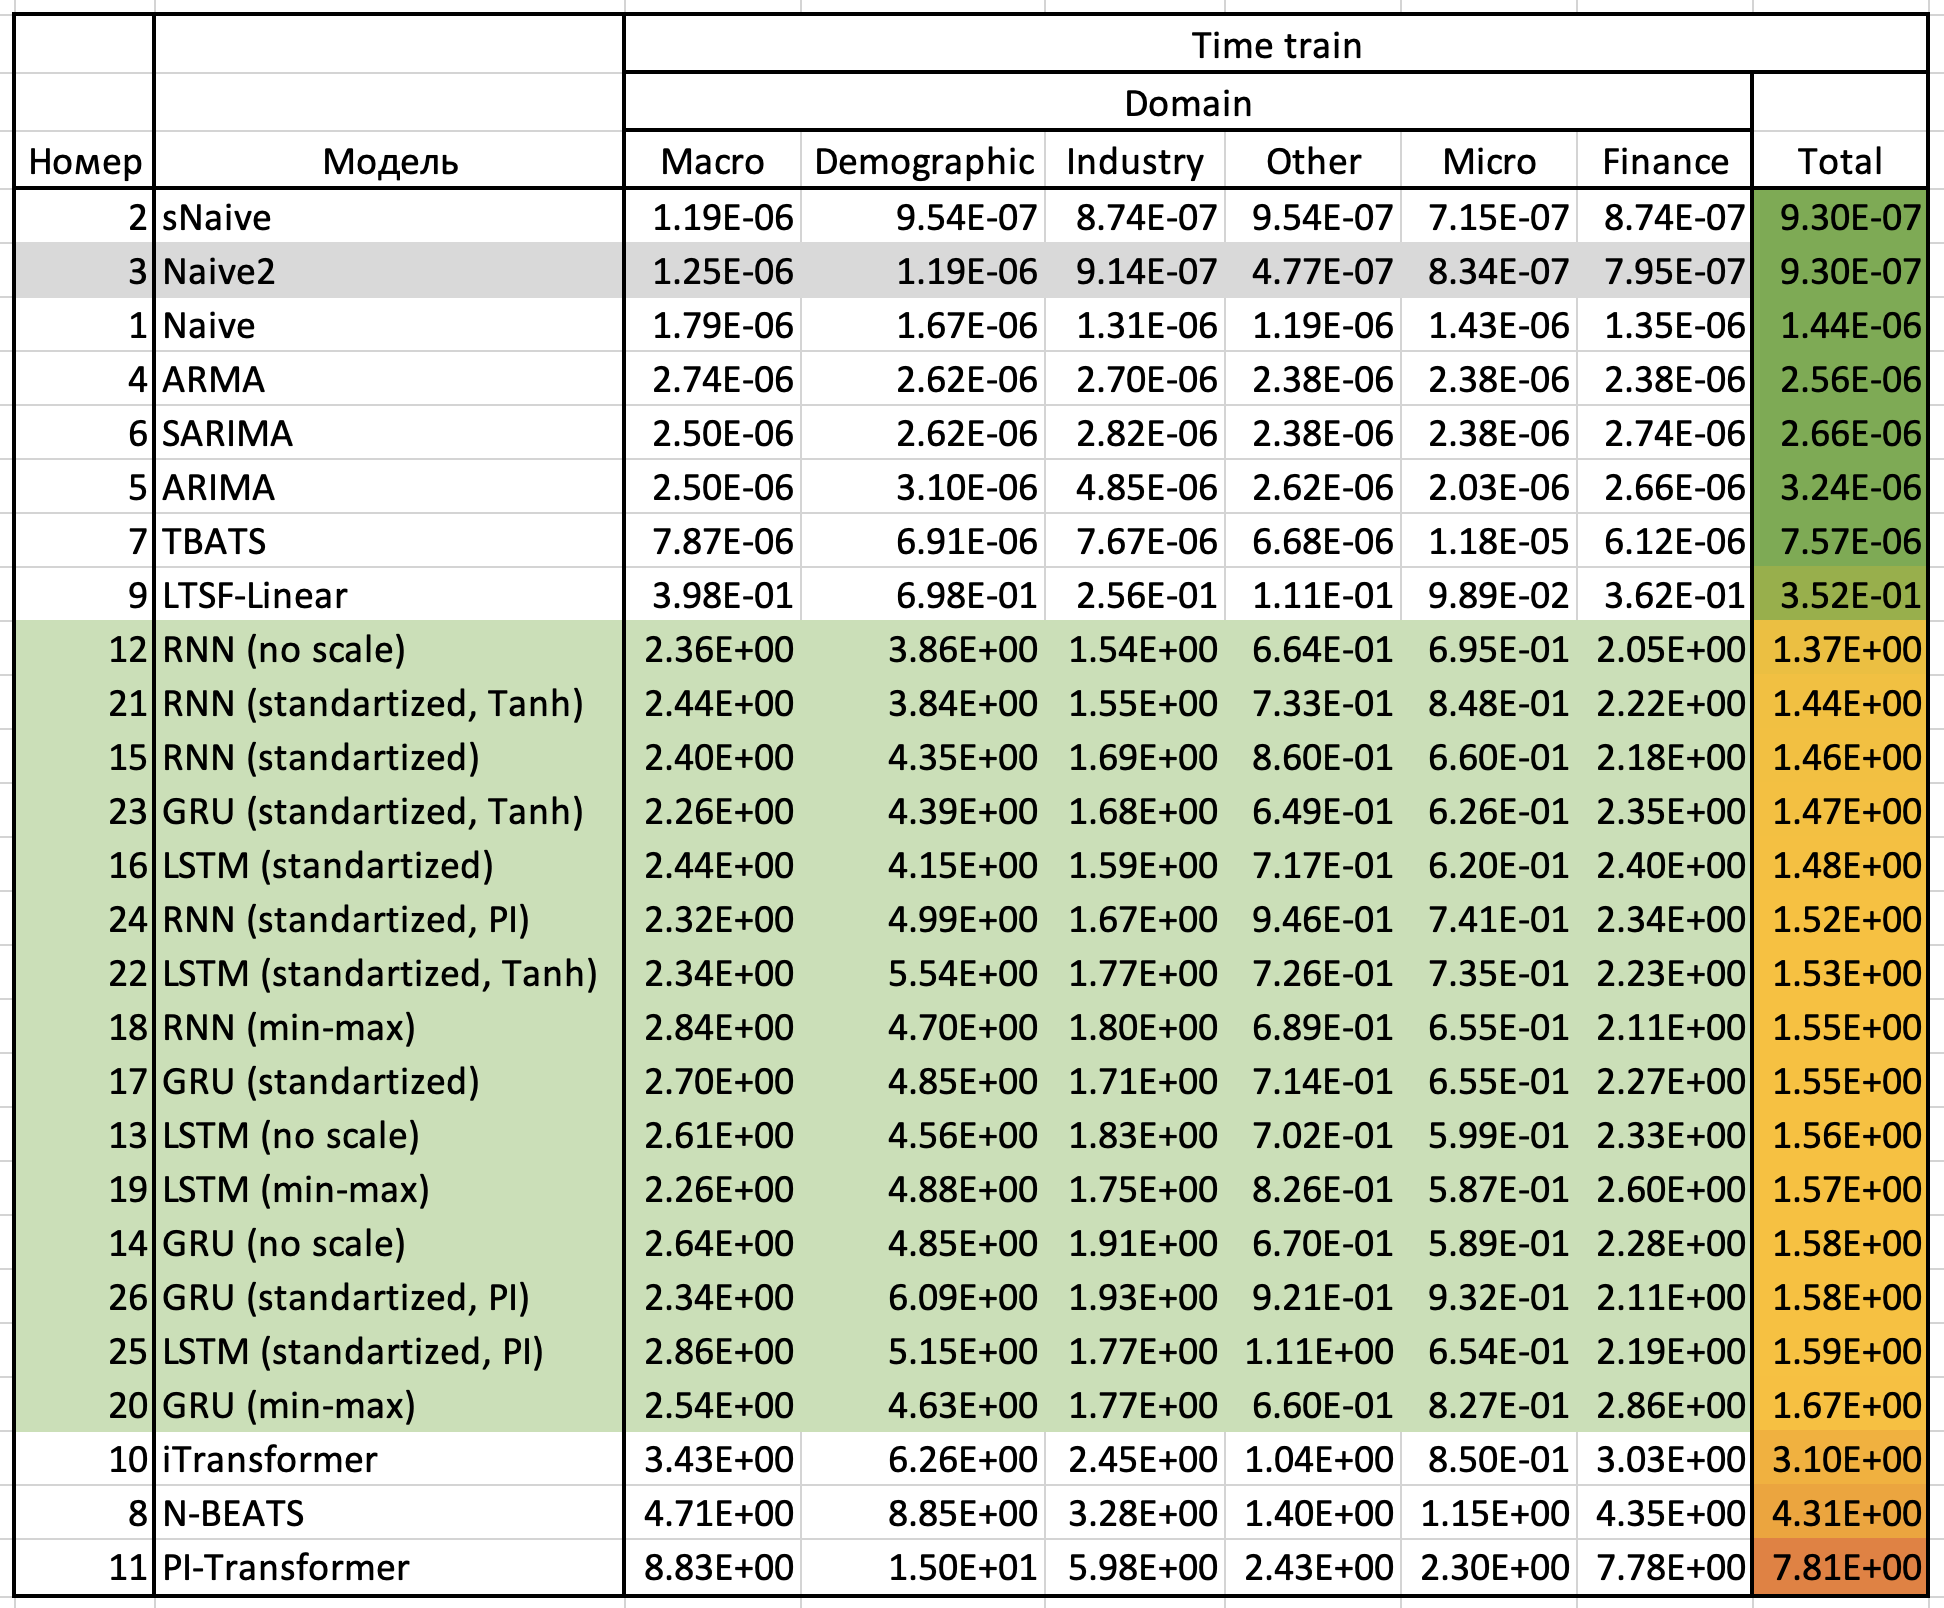 Time train
Domain
Номер Модель Macro Demographic Industry Other Micro Finance Total
2 sNaive 1.19E-06 9.54E-07 8.74E-07 9.54E-07 7.15E-07 8.74E-07 9.30E-07
3 Naive2 1.25E-06 1.19E-06 9.14E-07 4.77E-07 8.34E-07 7.95E-07 9.30E-07
1 Naive 1.79E-06 1.67E-06 1.31E-06 1.19E-06 1.43E-06 1.35E-06 1.44E-06
4 ARMA 2.74E-06 2.62E-06 2.70E-06 2.38E-06 2.38E-06 2.38E-06 2.56E-06
6 SARIMA 2.50E-06 2.62E-06 2.82E-06 2.38E-06 2.38E-06 2.74E-06 2.66E-06
5 ARIMA 2.50E-06 3.10E-06 4.85E-06 2.62E-06 2.03E-06 2.66E-06 3.24E-06
7 TBATS 7.87E-06 6.91E-06 7.67E-06 6.68E-06 1.18E-05 6.12E-06 7.57E-06
9 LTSF-Linear 3.98E-01 6.98E-01 2.56E-01 1.11E-01 9.89E-02 3.62E-01 3.52E-01
12 RNN (no scale) 2.36E+00 3.86E+00 1.54E+00 6.64E-01 6.95E-01 2.05E+00 1.37E+00
21 RNN (standartized, Tanh) 2.44E+00 3.84E+00 1.55E+00 7.33E-01 8.48E-01 2.22E+00 1.44E+00
15 RNN (standartized) 2.40E+00 4.35E+00 1.69E+00 8.60E-01 6.60E-01 2.18E+00 1.46E+00
23 GRU (standartized, Tanh) 2.26E+00 4.39E+00 1.68E+00 6.49E-01 6.26E-01 2.35E+00 1.47E+00
16 LSTM (standartized) 2.44E+00 4.15E+00 1.59E+00 7.17E-01 6.20E-01 2.40E+00 1.48E+00
24 RNN (standartized, PI) 2.32E+00 4.99E+00 1.67E+00 9.46E-01 7.41E-01 2.34E+00 1.52E+00
22 LSTM (standartized, Tanh) 2.34E+00 5.54E+00 1.77E+00 7.26E-01 7.35E-01 2.23E+00 1.53E+00
18 RNN (min-max) 2.84E+00 4.70E+00 1.80E+00 6.89E-01 6.55E-01 2.11E+00 1.55E+00
17 GRU (standartized) 2.70E+00 4.85E+00 1.71E+00 7.14E-01 6.55E-01 2.27E+00 1.55E+00
13 LSTM (no scale) 2.61E+00 4.56E+00 1.83E+00 7.02E-01 5.99E-01 2.33E+00 1.56E+00
19 LSTM (min-max) 2.26E+00 4.88E+00 1.75E+00 8.26E-01 5.87E-01 2.60E+00 1.57E+00
14 GRU (no scale) 2.64E+00 4.85E+00 1.91E+00 6.70E-01 5.89E-01 2.28E+00 1.58E+00
26 GRU (standartized, PI) 2.34E+00 6.09E+00 1.93E+00 9.21E-01 9.32E-01 2.11E+00 1.58E+00
25 LSTM (standartized, PI) 2.86E+00 5.15E+00 1.77E+00 1.11E+00 6.54E-01 2.19E+00 1.59E+00
20 GRU (min-max) 2.54E+00 4.63E+00 1.77E+00 6.60E-01 8.27E-01 2.86E+00 1.67E+00
10 iTransformer 3.43E+00 6.26E+00 2.45E+00 1.04E+00 8.50E-01 3.03E+00 3.10E+00
8 N-BEATS 4.71E+00 8.85E+00 3.28E+00 1.40E+00 1.15E+00 4.35E+00 4.31E+00
11 PI-Transformer 8.83E+00 1.50E+01 5.98E+00 2.43E+00 2.30E+00 7.78E+00 7.81E+00